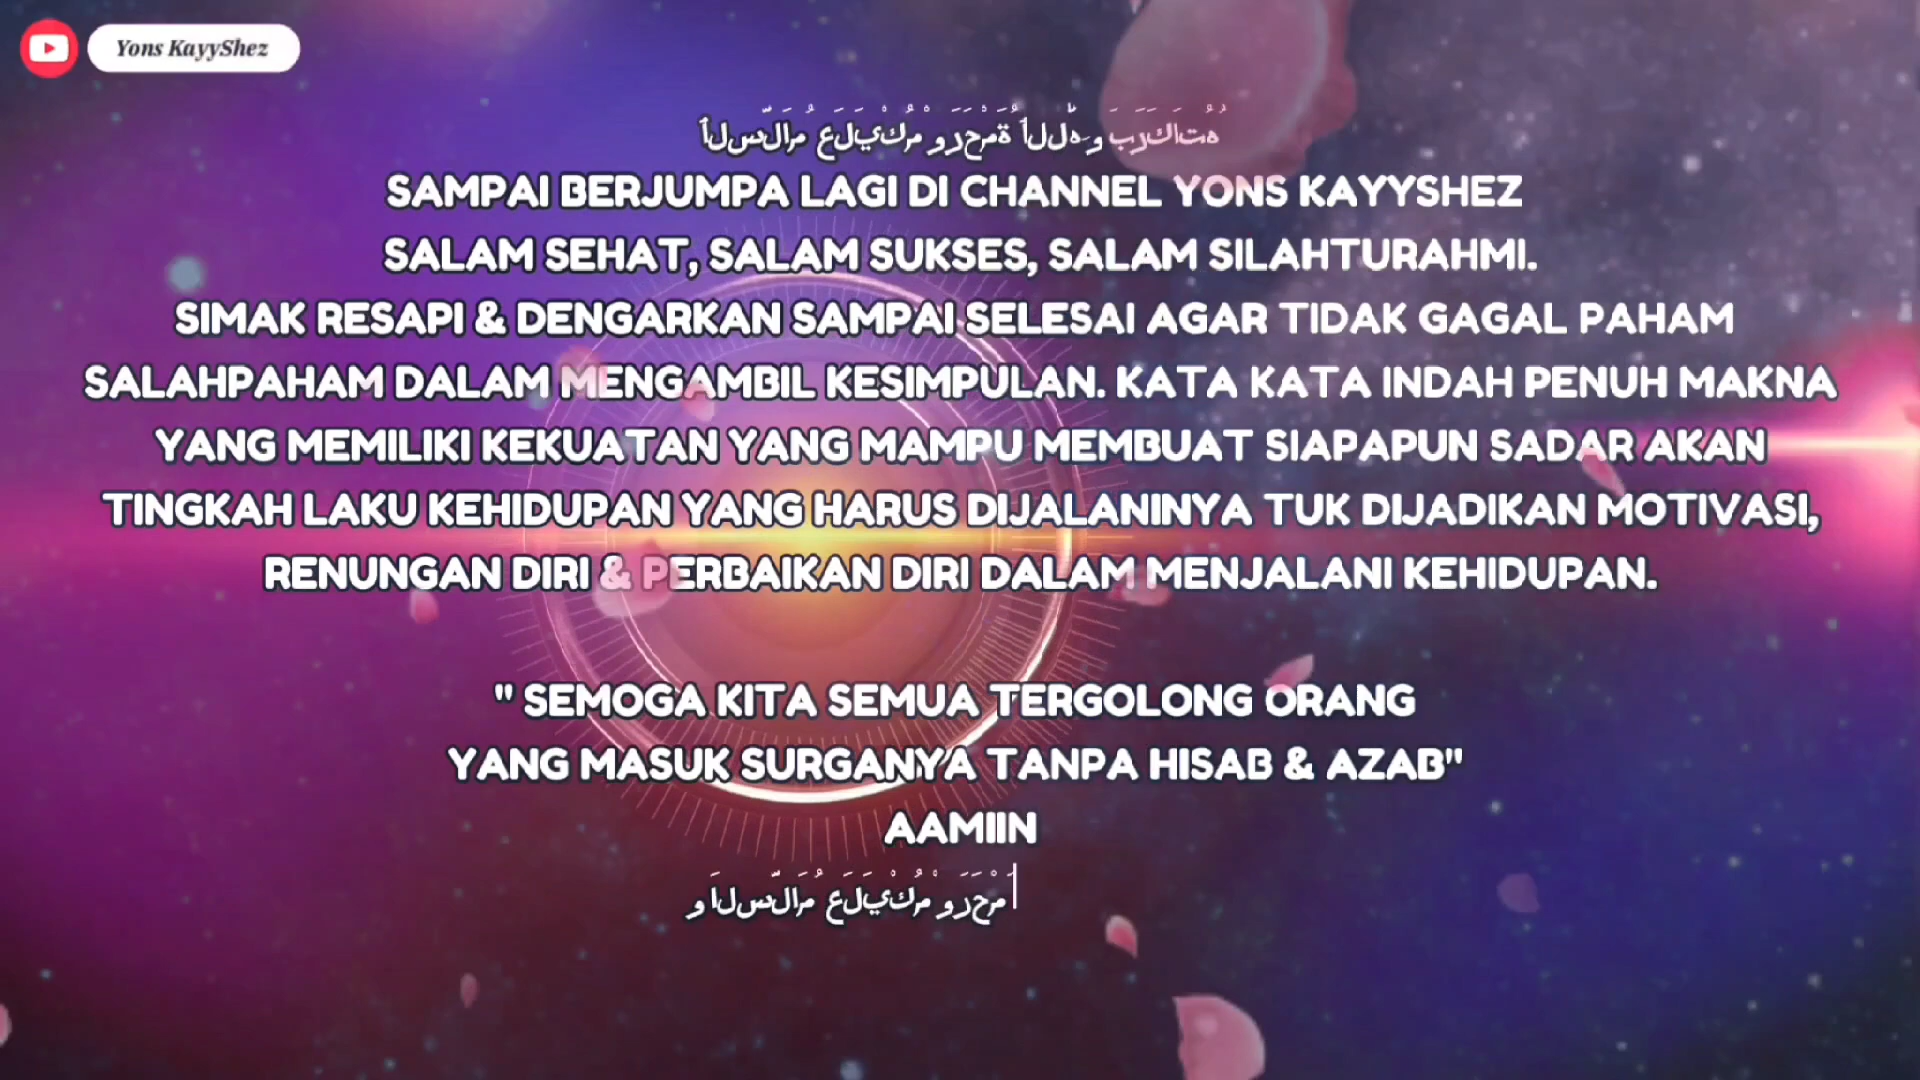 Yons KayyShez
اَلسَّلَامُ عَلَيْكُمْ وَرَحْمَةُ اللّٰهِ وَبَرَكَاتُهُ
SAMPAI BERJUMPA LAGI DI CHANNEL YONS KAYYSHEZ
SALAM SEHAT, SALAM SUKSES, SALAM SILAHTURAHMI.
SIMAK RESAPI & DENGARKAN SAMPAI SELESAI AGAR TIDAK GAGAL PAHAM
SALAHPAHAM DALAM MENGAMBIL KESIMPULAN. KATA KATA INDAH PENUH MAKNA
YANG MEMILIKI KEKUATAN YANG MAMPU MEMBUAT SIAPAPUN SADAR AKAN
TINGKAH LAKU KEHIDUPAN YANG HARUS DIJALANINYA TUK DIJADIKAN MOTIVASI,
RENUNGAN DIRI & PERBAIKAN DIRI DALAM MENJALANI KEHIDUPAN.
" SEMOGA KITA SEMUA TERGOLONG ORANG
YANG MASUK SURGANYA TANPA HISAB & AZAB"
AAMIIN
وَالسَّلَامُ عَلَيْكُمْ وَرَحْمَ